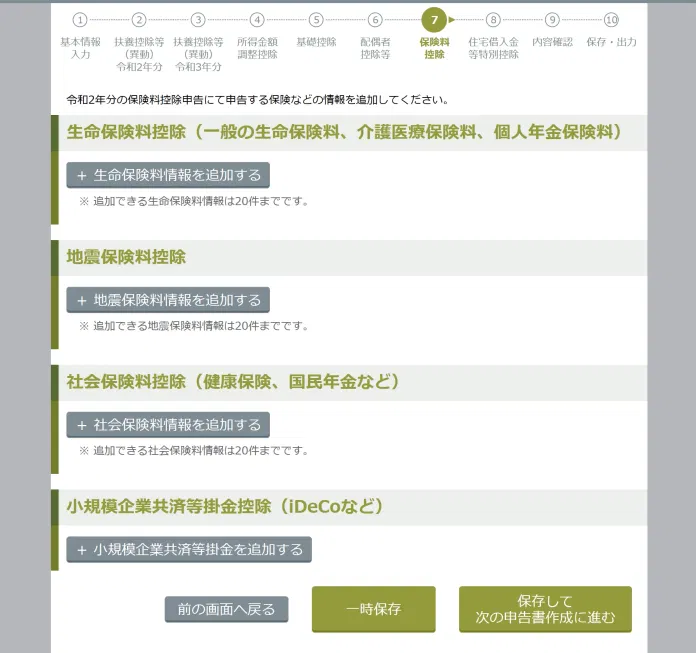 1 2 3 4 5 6 7 8 9 10
基本情報 扶養控除等 扶養控除等 所得金額 基礎控除 配偶者 保険料 住宅借入金 内容確認 保存・出力
入力 (異動) (異動) 調整控除 控除等 控除 等特別控除
令和2年分 令和3年分
令和2年分の保険料控除申告にて申告する保険などの情報を追加してください。
生命保険料控除（一般の生命保険料、介護医療保険料、個人年金保険料）
+ 生命保険料情報を追加する
※ 追加できる生命保険料情報は20件までです。
地震保険料控除
+ 地震保険料情報を追加する
※ 追加できる地震保険料情報は20件までです。
社会保険料控除（健康保険、国民年金など）
+ 社会保険料情報を追加する
※ 追加できる社会保険料情報は20件までです。
小規模企業共済等掛金控除（iDeCoなど）
+ 小規模企業共済等掛金を追加する
前の画面へ戻る 一時保存 保存して
次の申告書作成に進む